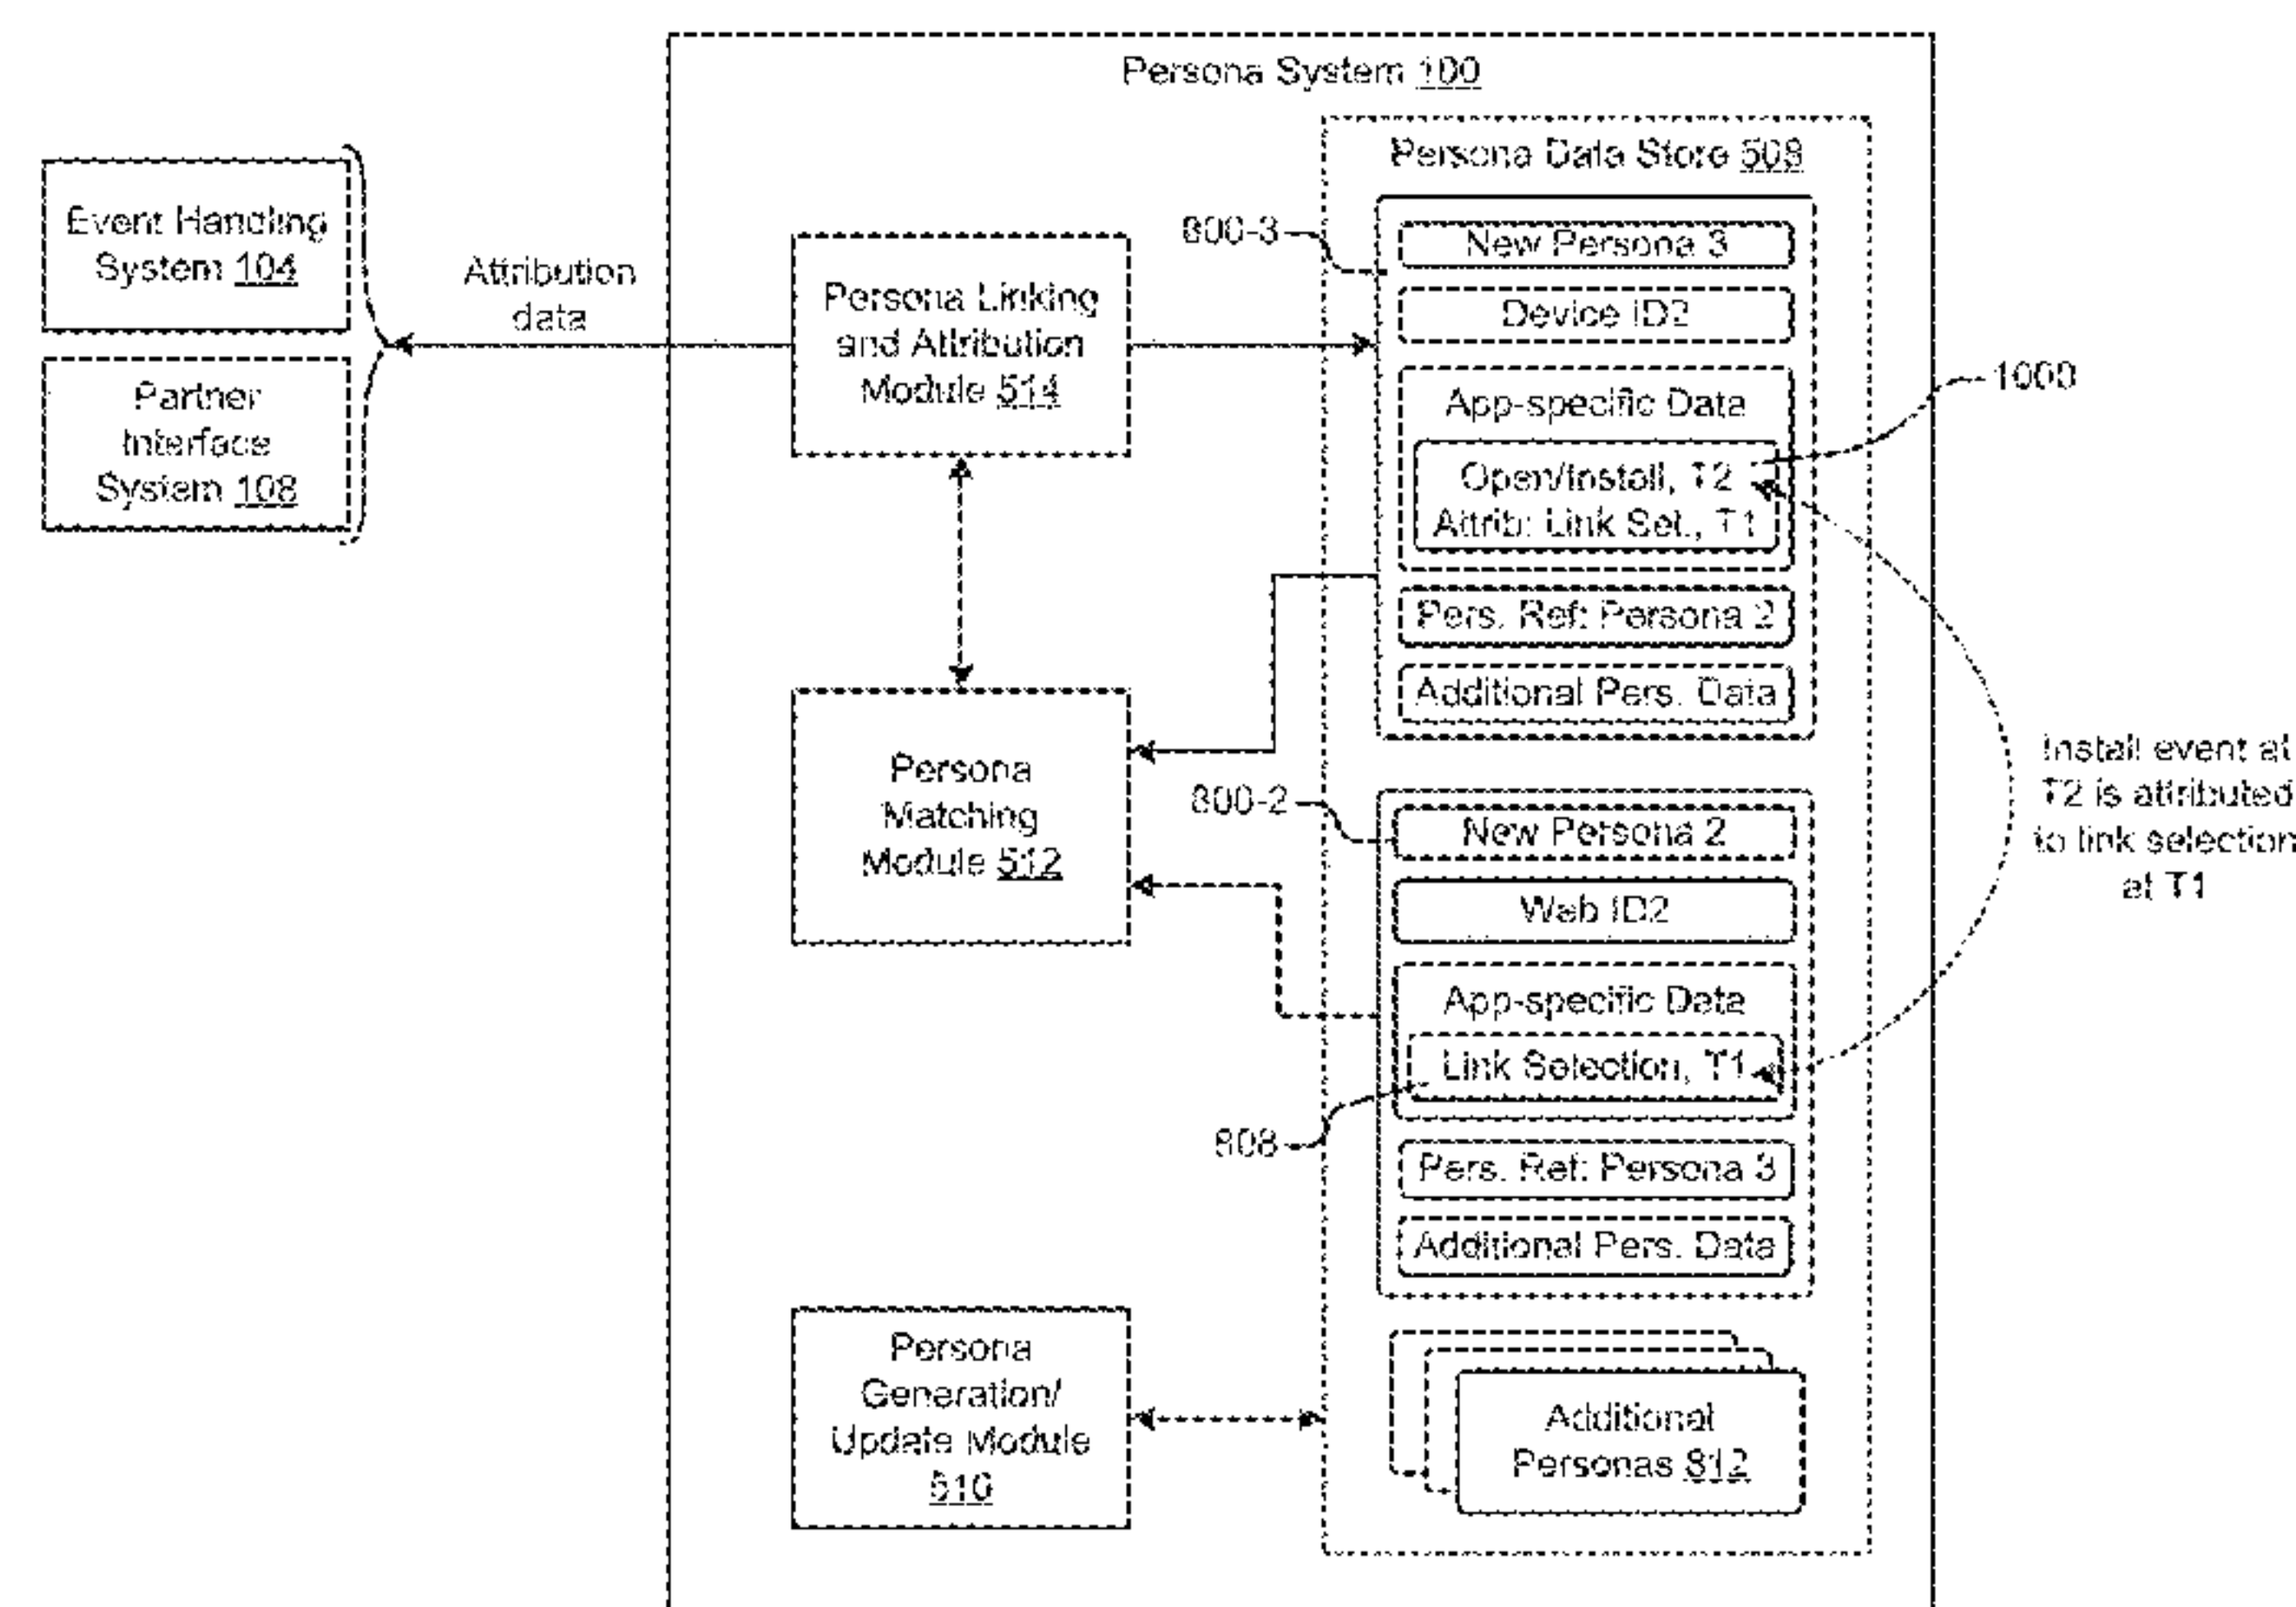 Persona System 100
Event Handling
System 104
Partner
Interface
System 108
Attribution
data
Persona Linking
and Attribution
Module 514
Persona
Matching
Module 512
Persona
Generation/
Update Module
510
Persona Data Store 508
800-3
New Persona 3
Device ID2
App-specific Data
Open/Install, T2
Attrib: Link Sel., T1
1000
Pers. Ref: Persona 2
Additional Pers. Data
800-2
New Persona 2
Web ID2
App-specific Data
Link Selection, T1
808
Pers. Ref: Persona 3
Additional Pers. Data
Additional
Personas 812
Install event at
T2 is attributed
to link selection
at T1